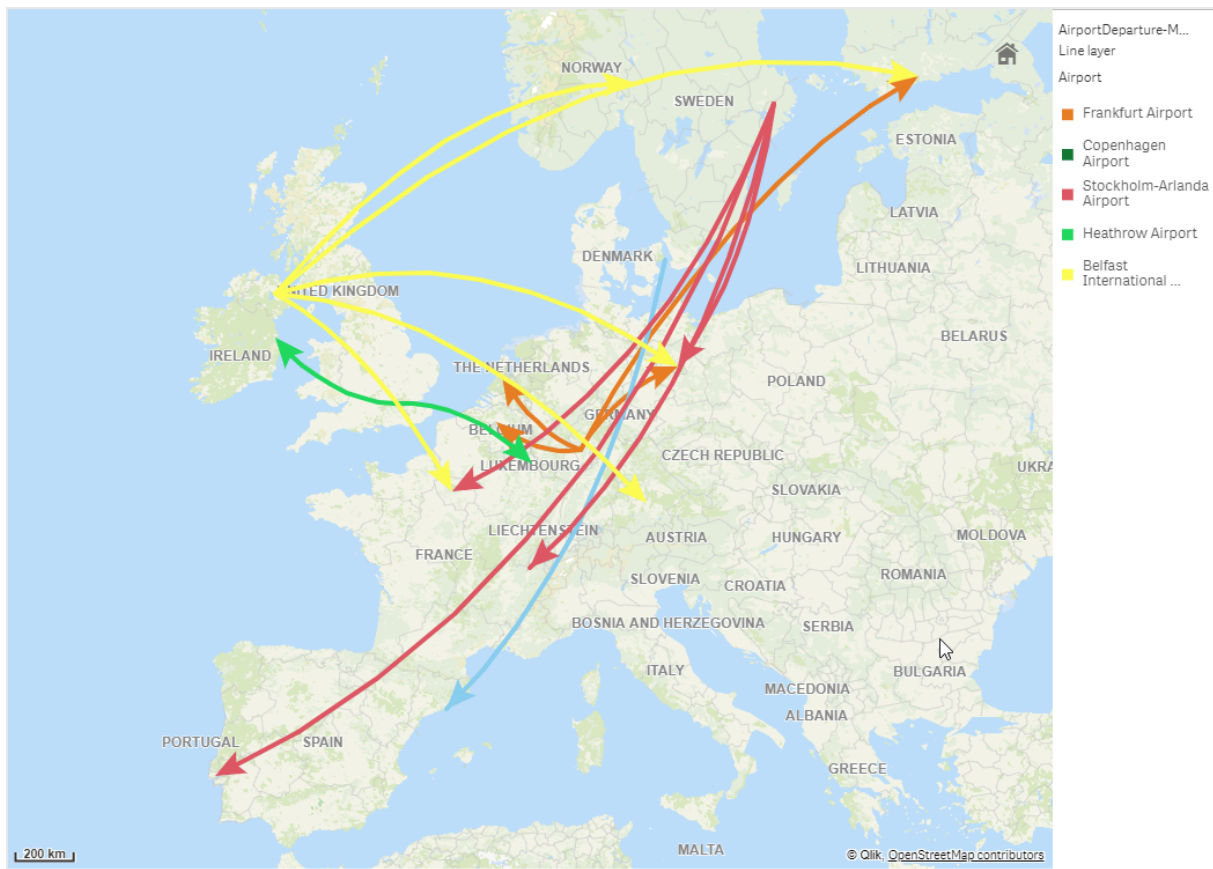 AirportDeparture-M...
Line layer
Airport
Frankfurt Airport
Copenhagen
Airport
Stockholm-Arlanda
Airport
Heathrow Airport
Belfast
International ...
NORWAY
SWEDEN
ESTONIA
LATVIA
DENMARK
LITHUANIA
UNITED KINGDOM
BELARUS
IRELAND
THE NETHERLANDS
POLAND
GERMANY
BELGIUM
CZECH REPUBLIC
LUXEMBOURG
UKRA
SLOVAKIA
LIECHTENSTEIN
AUSTRIA
HUNGARY
MOLDOVA
FRANCE
ROMANIA
SLOVENIA
CROATIA
BOSNIA AND HERZEGOVINA
SERBIA
ITALY
BULGARIA
MACEDONIA
ALBANIA
PORTUGAL
SPAIN
GREECE
MALTA
200 km
© Qlik, OpenStreetMap contributors